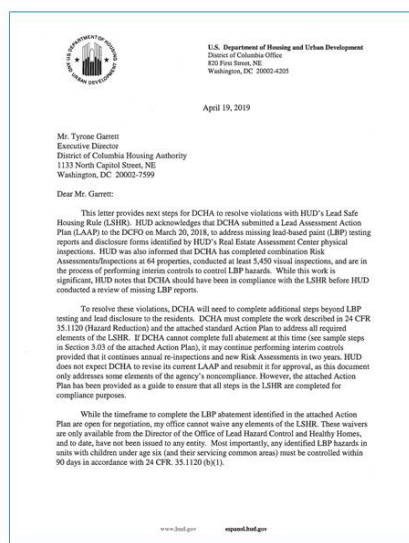 U.S. DEPARTMENT OF HOUSING
AND URBAN DEVELOPMENT
U.S. Department of Housing and Urban Development
District of Columbia Office
820 First Street, NE
Washington, DC 20002-4205
April 19, 2019
Mr. Tyrone Garrett
Executive Director
District of Columbia Housing Authority
1133 North Capitol Street, NE
Washington, DC 20002-7599
Dear Mr. Garrett:
This letter provides next steps for DCHA to resolve violations with HUD's Lead Safe
Housing Rule (LSHR). HUD acknowledges that DCHA submitted a Lead Assessment Action
Plan (LAAP) to the DCFO on March 20, 2018, to address missing lead-based paint (LBP) testing
reports and disclosure forms identified by HUD's Real Estate Assessment Center physical
inspections. HUD was also informed that DCHA has completed combination Risk
Assessments/Inspections at 64 properties, conducted at least 5,450 visual inspections, and are in
the process of performing interim controls to control LBP hazards. While this work is
significant, HUD notes that DCHA should have been in compliance with the LSHR before HUD
conducted a review of missing LBP reports.
To resolve these violations, DCHA will need to complete additional steps beyond LBP
testing and lead disclosure to the residents. DCHA must complete the work described in 24 CFR
35.1120 (Hazard Reduction) and the attached standard Action Plan to address all required
elements of the LSHR. If DCHA cannot complete full abatement at this time (see sample steps
in Section 3.03 of the attached Action Plan), it may continue performing interim controls
provided that it continues annual re-inspections and new Risk Assessments in two years. HUD
does not expect DCHA to revise its current LAAP and resubmit it for approval, as this document
only addresses some elements of the agency's noncompliance. However, the attached Action
Plan has been provided as a guide to ensure that all steps in the LSHR are completed for
compliance purposes.
While the timeframe to complete the LBP abatement identified in the attached Action
Plan are open for negotiation, my office cannot waive any elements of the LSHR. These waivers
are only available from the Director of the Office of Lead Hazard Control and Healthy Homes,
and to date, have not been issued to any entity. Most importantly, any identified LBP hazards in
units with children under age six (and their servicing common areas) must be controlled within
90 days in accordance with 24 CFR. 35.1120 (b)(1).
www.hud.gov espanol.hud.gov